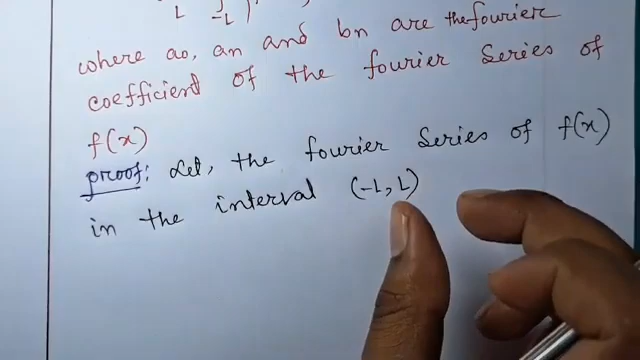 L -L
where ao, an and bn are the fourier
coefficient of the fourier Series of
f(x)
proof: Let, the fourier Series of f(x)
in the interval (-L, L)